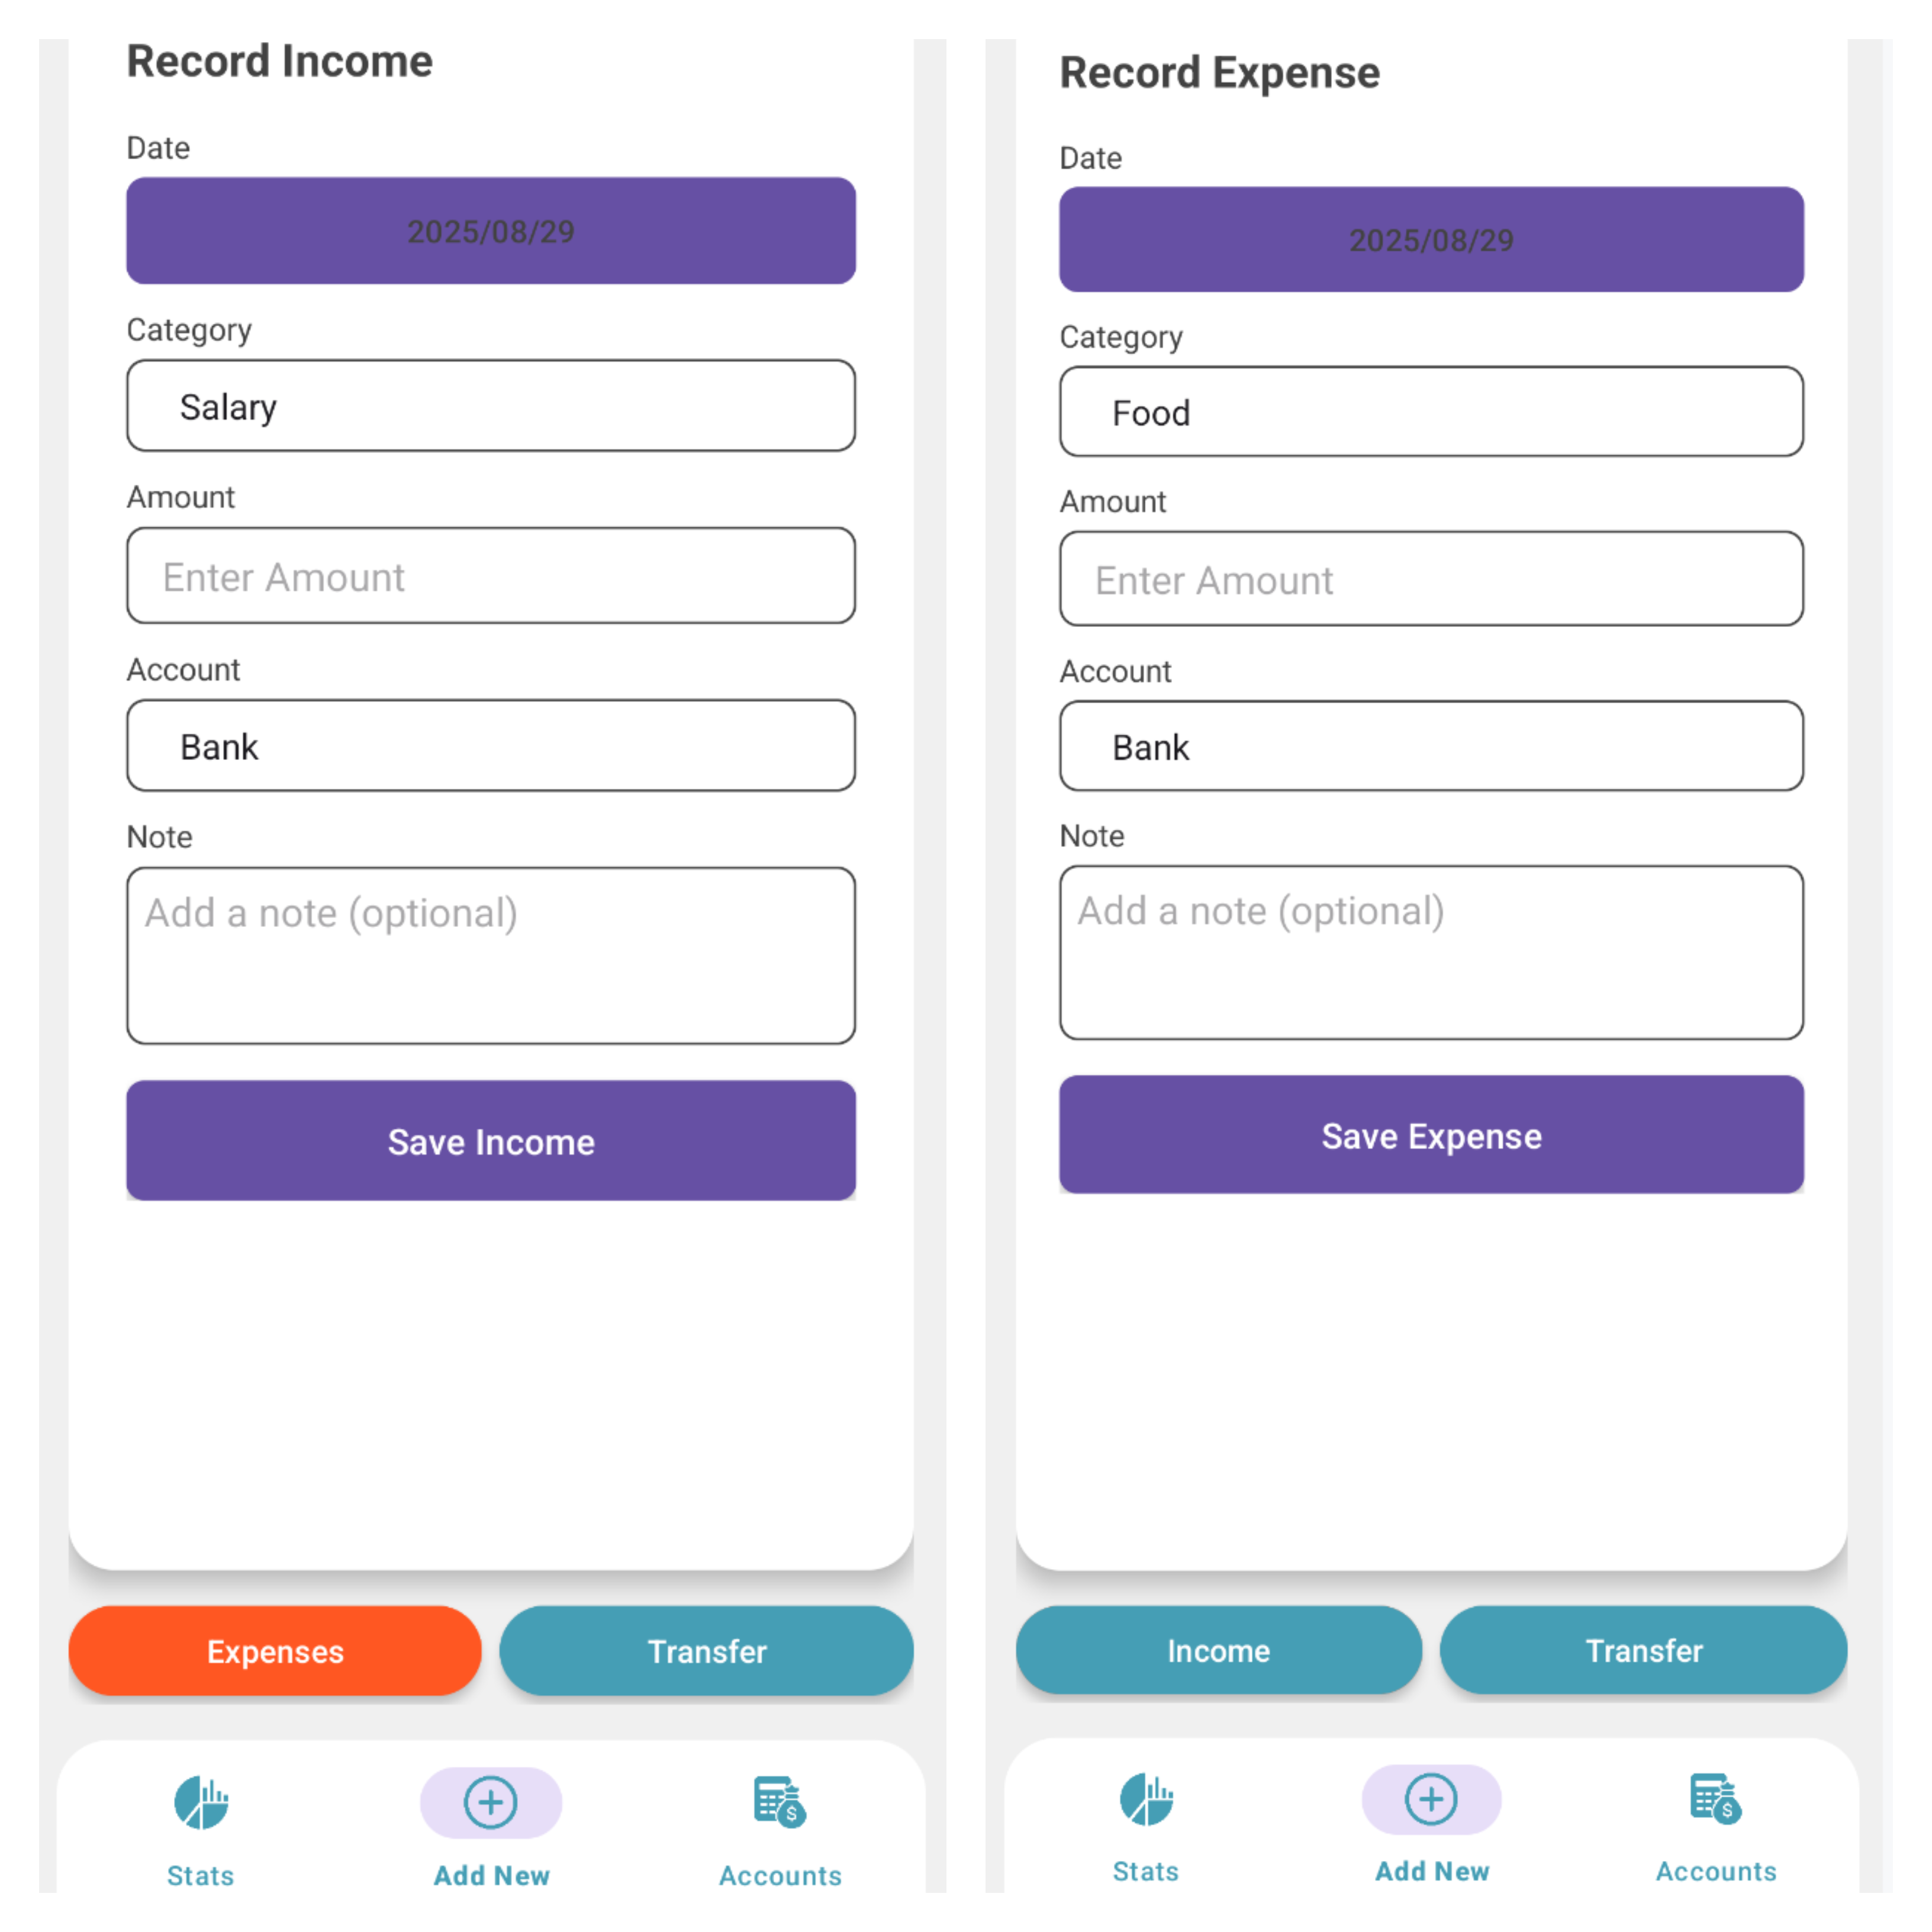 Record Income
Date
2025/08/29
Category
Salary
Amount
Enter Amount
Account
Bank
Note
Add a note (optional)
Save Income
Expenses
Transfer
Stats
Add New
Accounts
Record Expense
Date
2025/08/29
Category
Food
Amount
Enter Amount
Account
Bank
Note
Add a note (optional)
Save Expense
Income
Transfer
Stats
Add New
Accounts